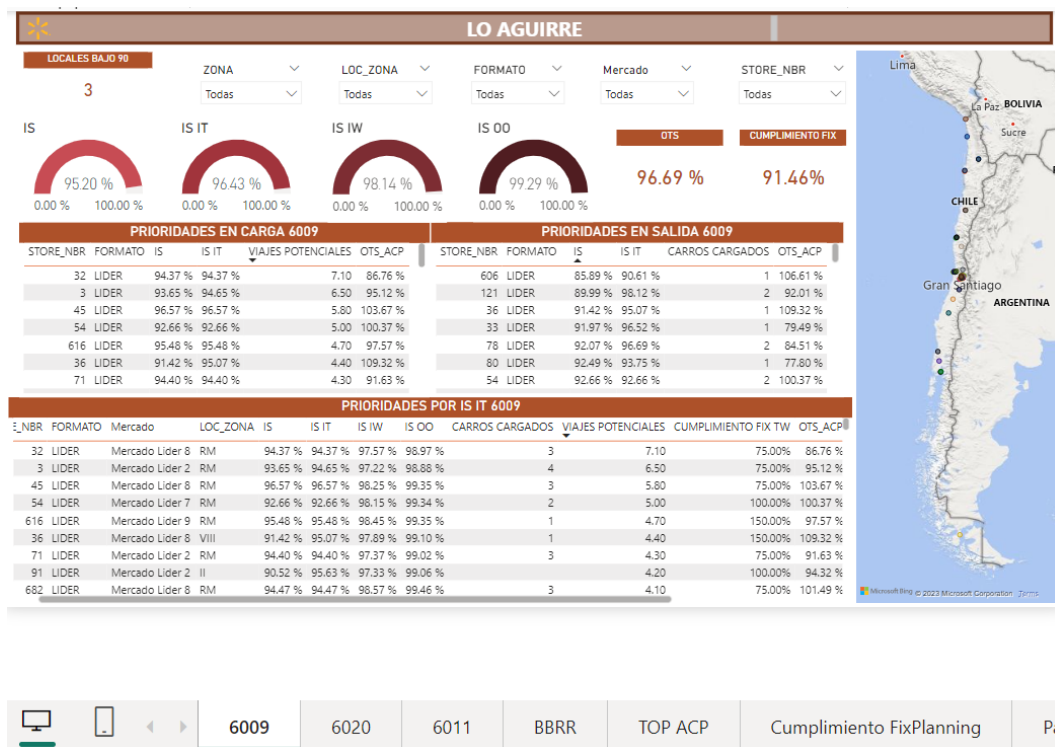 LO AGUIRRE
LOCALES BAJO 90
3
ZONA
Todas
LOC_ZONA
Todas
FORMATO
Todas
Mercado
Todas
STORE_NBR
Todas
IS
95.20 %
0.00 % 100.00 %
IS IT
96.43 %
0.00 % 100.00 %
IS IW
98.14 %
0.00 % 100.00 %
IS OO
99.29 %
0.00 % 100.00 %
OTS
96.69 %
CUMPLIMIENTO FIX
91.46%
PRIORIDADES EN CARGA 6009
STORE_NBR FORMATO IS IS IT VIAJES POTENCIALES OTS_ACP
32 LIDER 94.37 % 94.37 % 7.10 86.76 %
3 LIDER 93.65 % 94.65 % 6.50 95.12 %
45 LIDER 96.57 % 96.57 % 5.80 103.67 %
54 LIDER 92.66 % 92.66 % 5.00 100.37 %
616 LIDER 95.48 % 95.48 % 4.70 97.57 %
36 LIDER 91.42 % 95.07 % 4.40 109.32 %
71 LIDER 94.40 % 94.40 % 4.30 91.63 %
PRIORIDADES EN SALIDA 6009
STORE_NBR FORMATO IS IS IT CARROS CARGADOS OTS_ACP
606 LIDER 85.89 % 90.61 % 1 106.61 %
121 LIDER 89.99 % 98.12 % 2 92.01 %
36 LIDER 91.42 % 95.07 % 1 109.32 %
33 LIDER 91.97 % 96.52 % 1 79.49 %
78 LIDER 92.07 % 96.69 % 2 84.51 %
80 LIDER 92.49 % 93.75 % 1 77.80 %
54 LIDER 92.66 % 92.66 % 2 100.37 %
PRIORIDADES POR IS IT 6009
E_NBR FORMATO Mercado LOC_ZONA IS IS IT IS IW IS OO CARROS CARGADOS VIAJES POTENCIALES CUMPLIMIENTO FIX TW OTS_ACP
32 LIDER Mercado Lider 8 RM 94.37 % 94.37 % 97.57 % 98.97 % 3 7.10 75.00% 86.76 %
3 LIDER Mercado Lider 2 RM 93.65 % 94.65 % 97.22 % 98.88 % 4 6.50 75.00% 95.12 %
45 LIDER Mercado Lider 8 RM 96.57 % 96.57 % 98.25 % 99.35 % 3 5.80 75.00% 103.67 %
54 LIDER Mercado Lider 7 RM 92.66 % 92.66 % 98.15 % 99.34 % 2 5.00 100.00% 100.37 %
616 LIDER Mercado Lider 9 RM 95.48 % 95.48 % 98.45 % 99.35 % 1 4.70 150.00% 97.57 %
36 LIDER Mercado Lider 8 VIII 91.42 % 95.07 % 97.89 % 99.10 % 1 4.40 150.00% 109.32 %
71 LIDER Mercado Lider 2 RM 94.40 % 94.40 % 97.37 % 99.02 % 3 4.30 75.00% 91.63 %
91 LIDER Mercado Lider 2 II 90.52 % 95.63 % 97.33 % 99.06 % 4.20 100.00% 94.32 %
682 LIDER Mercado Lider 8 RM 94.47 % 94.47 % 98.57 % 99.46 % 3 4.10 75.00% 101.49 %
Lima
La Paz BOLIVIA
Sucre
CHILE
Gran Santiago
ARGENTINA
Microsoft Bing © 2023 Microsoft Corporation Terms
6009 6020 6011 BBRR TOP ACP Cumplimiento FixPlanning